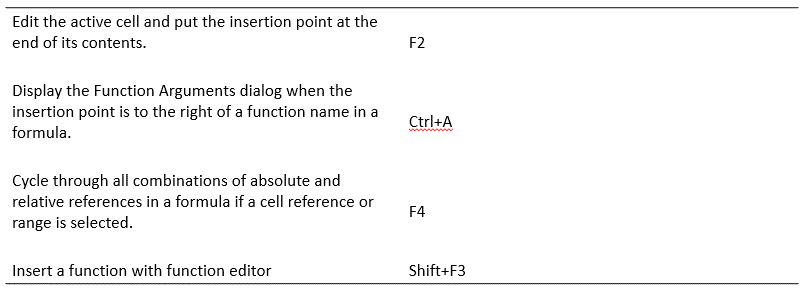 Edit the active cell and put the insertion point at the
end of its contents.
F2
Display the Function Arguments dialog when the
insertion point is to the right of a function name in a
formula.
Ctrl+A
Cycle through all combinations of absolute and
relative references in a formula if a cell reference or
range is selected.
F4
Insert a function with function editor
Shift+F3